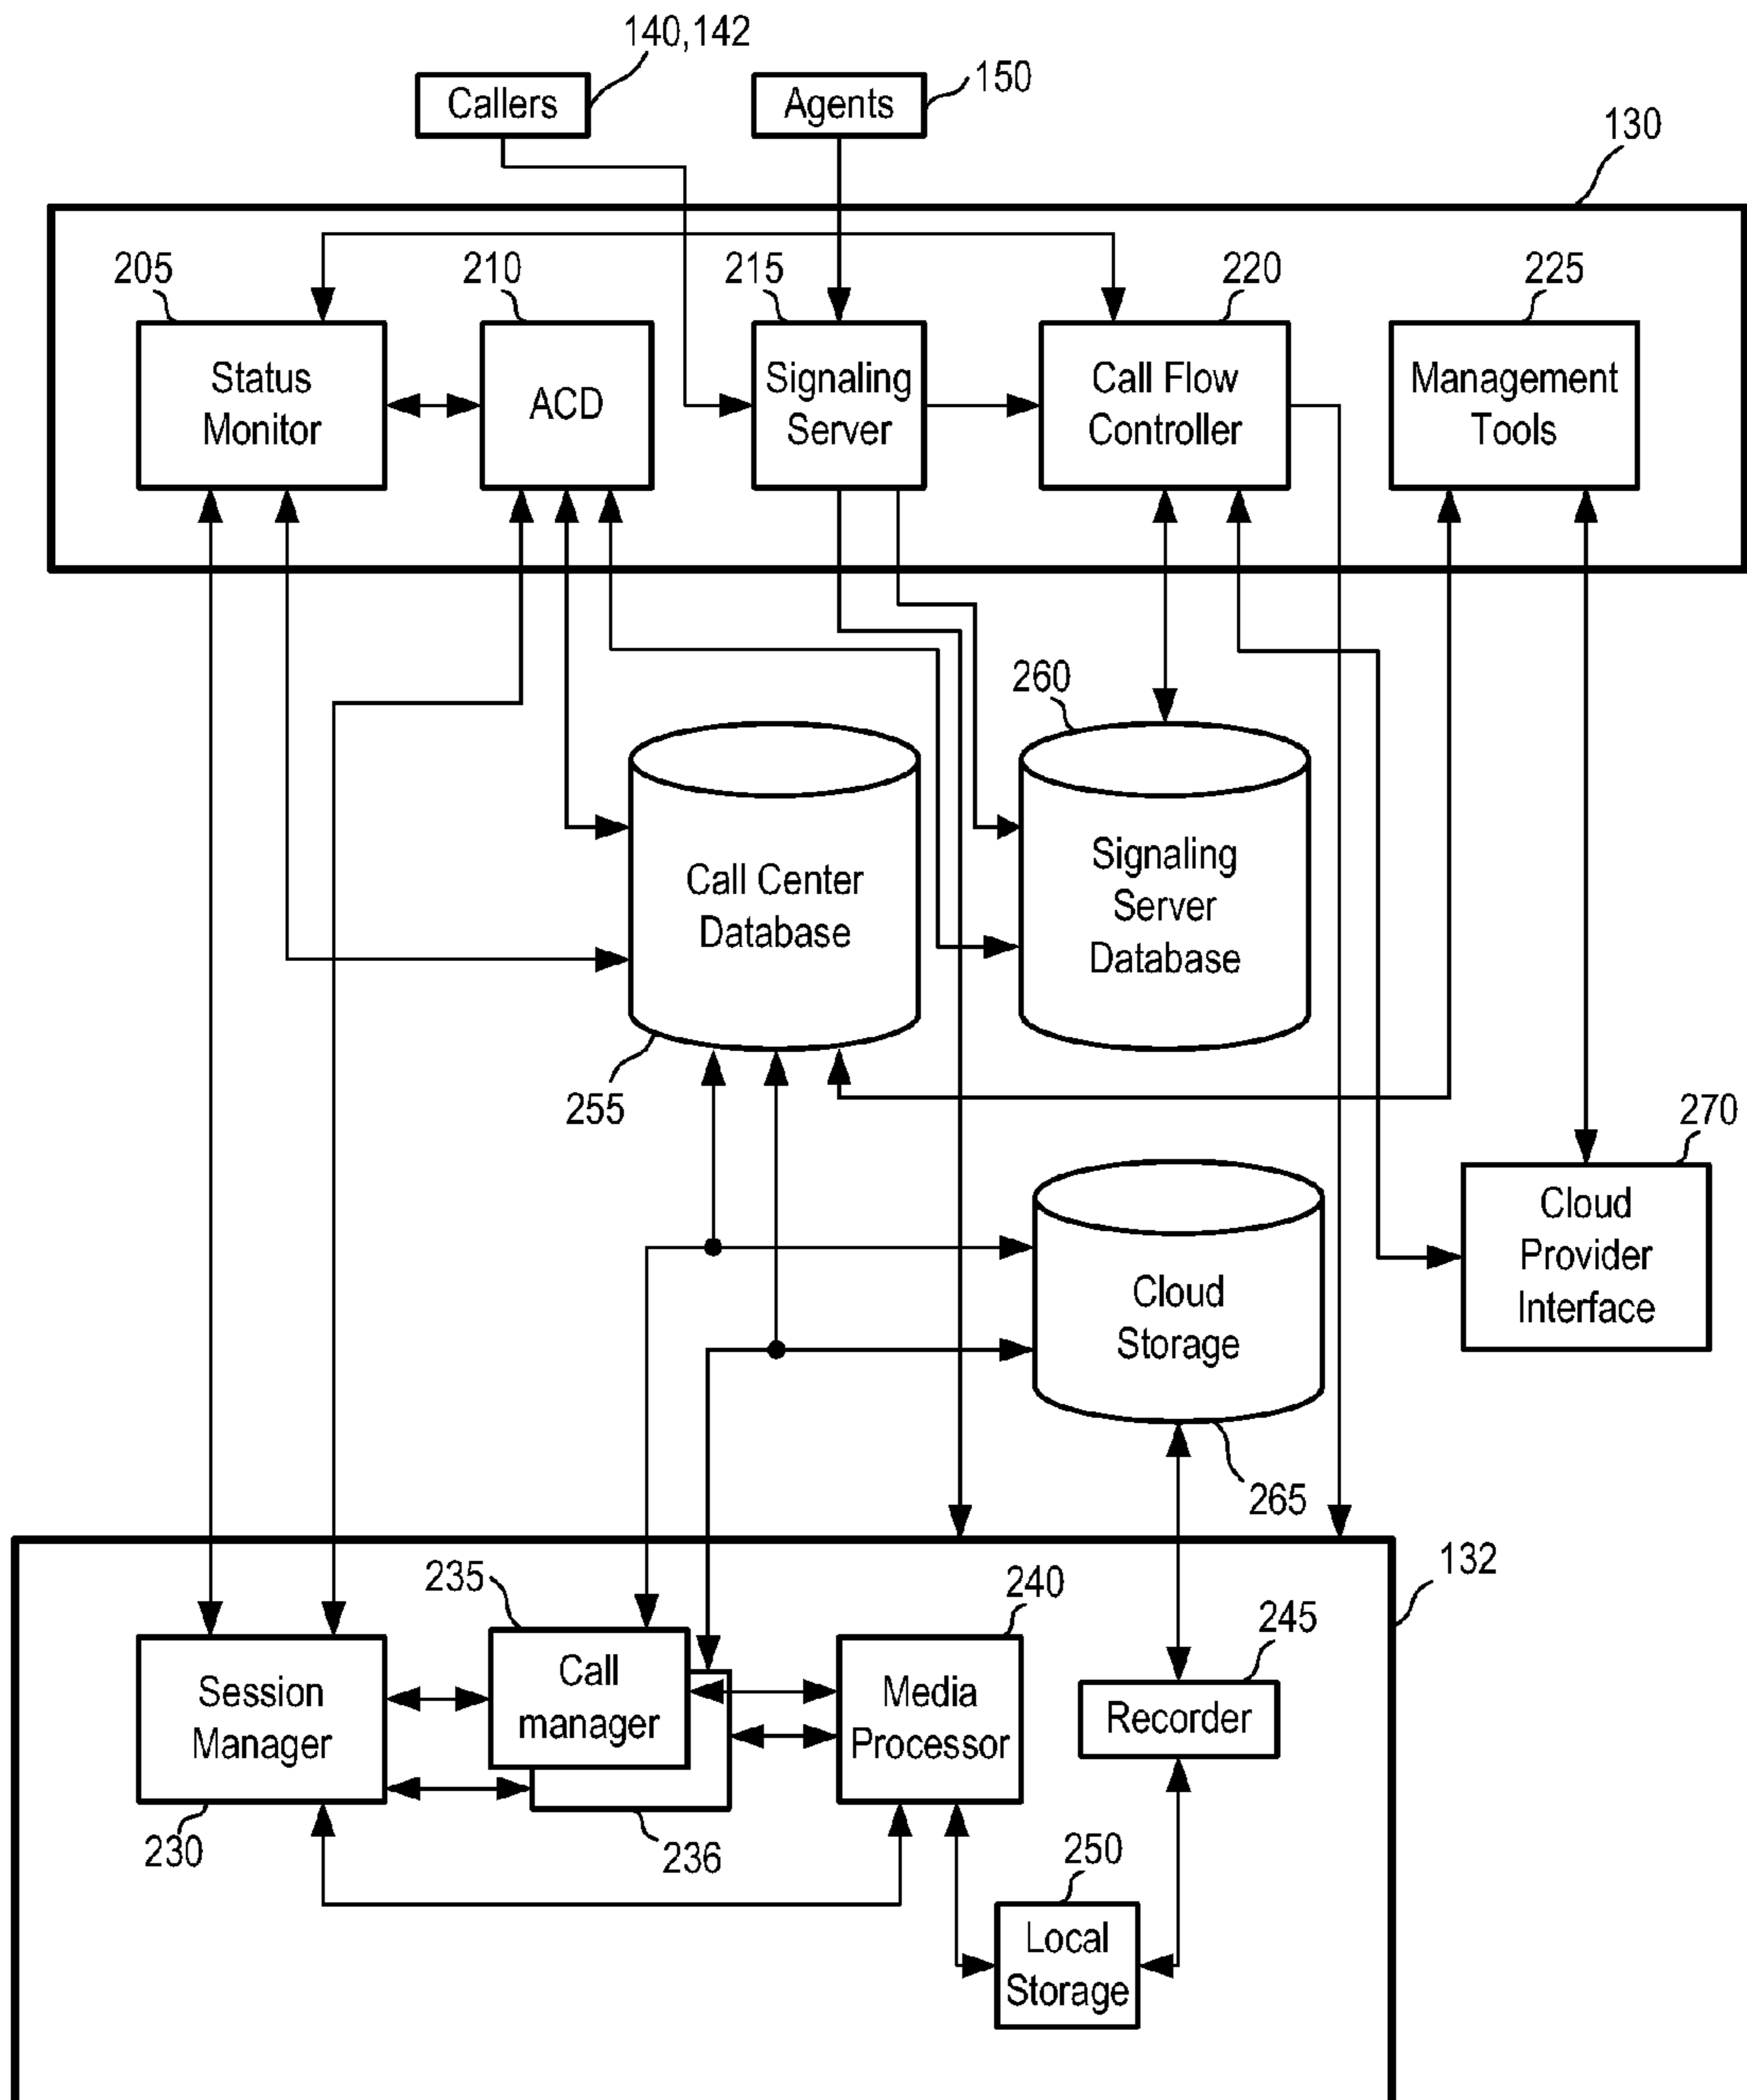 140,142
Callers
Agents
150
130
205
210
215
220
225
Status
Monitor
ACD
Signaling
Server
Call Flow
Controller
Management
Tools
260
Call Center
Database
Signaling
Server
Database
255
270
Cloud
Provider
Interface
Cloud
Storage
265
132
235
240
245
Session
Manager
Call
manager
Media
Processor
Recorder
230
236
250
Local
Storage